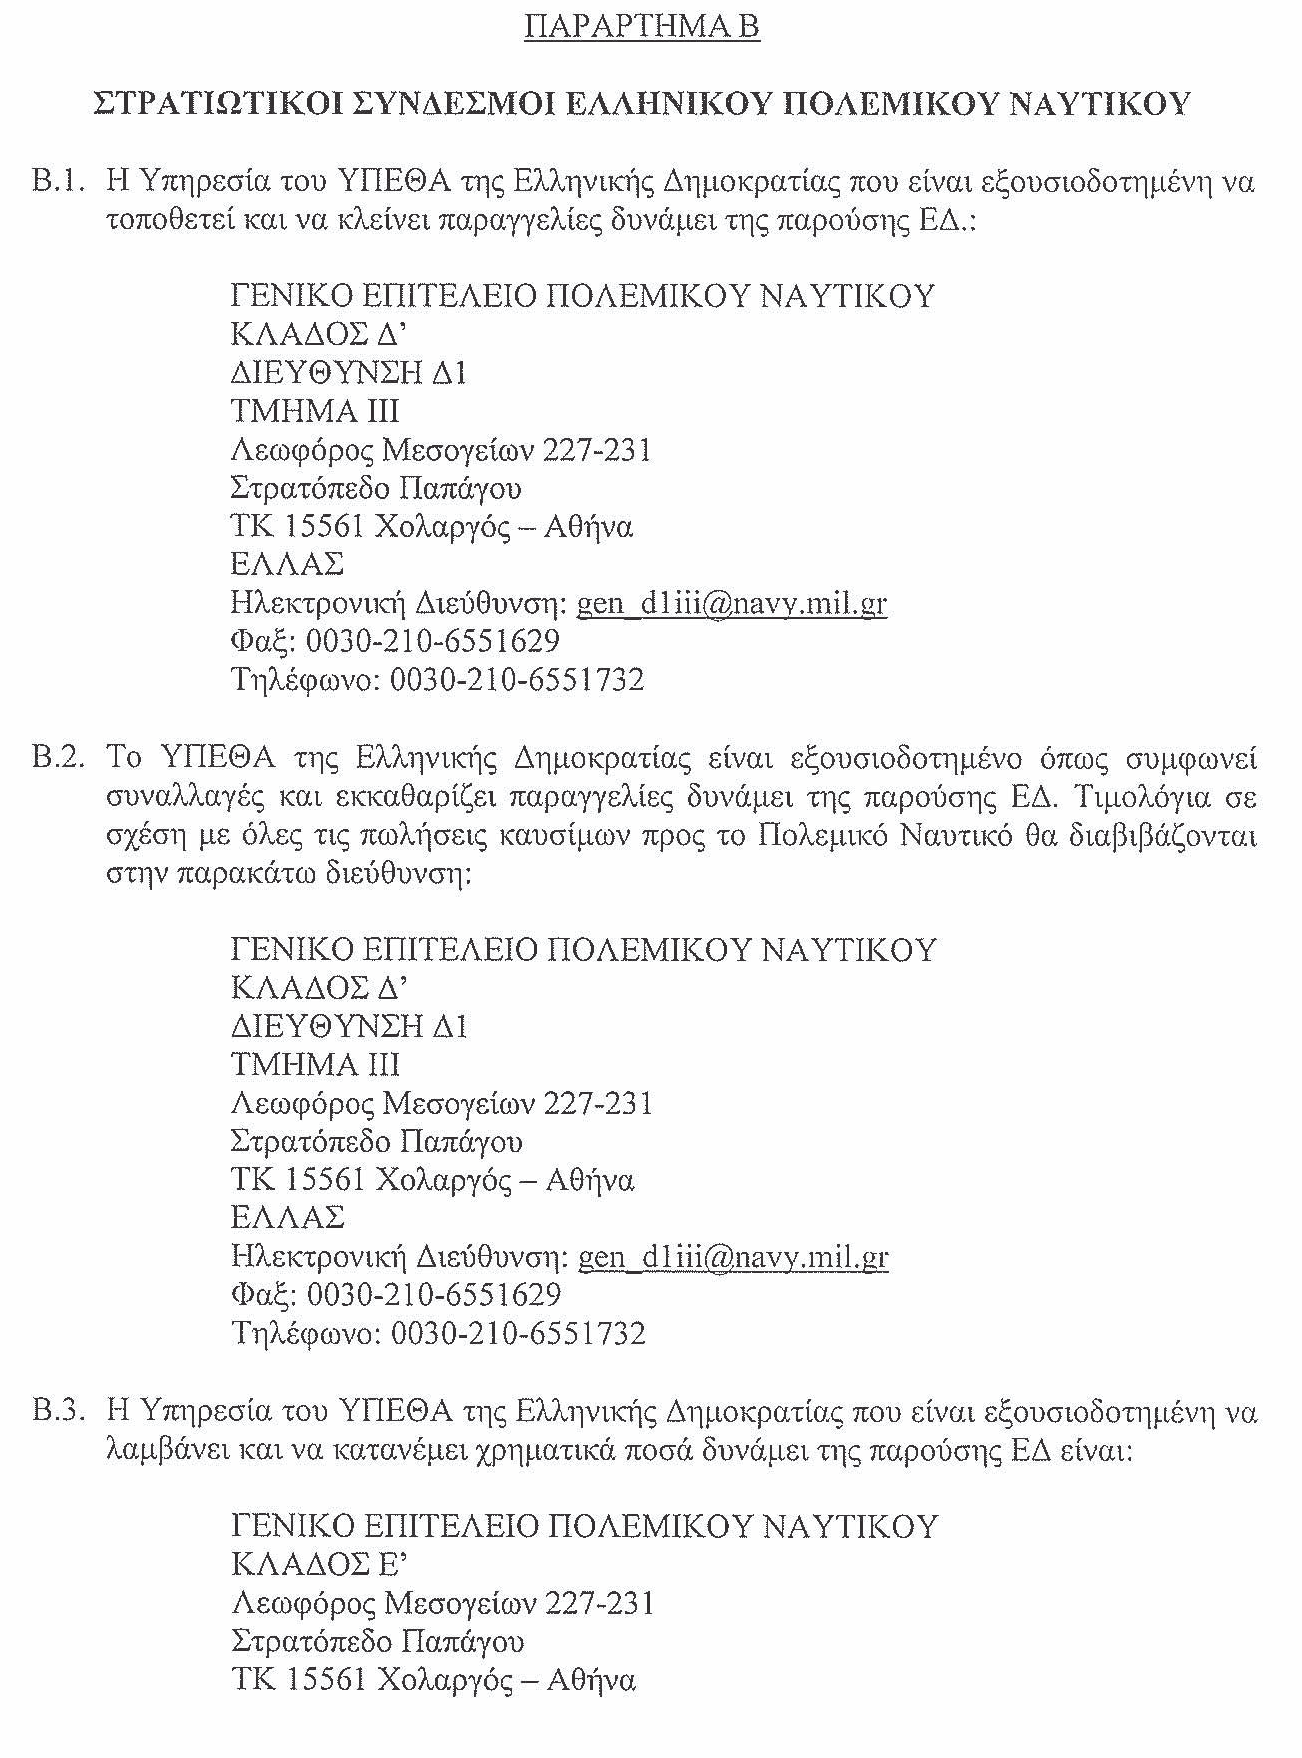 ΠΑΡΑΡΤΗΜΑ Β
ΣΤΡΑΤΙΩΤΙΚΟΙ ΣΥΝΔΕΣΜΟΙ ΕΛΛΗΝΙΚΟΥ ΠΟΛΕΜΙΚΟΥ ΝΑΥΤΙΚΟΥ
Β.1. Η Υπηρεσία του ΥΠΕΘΑ της Ελληνικής Δημοκρατίας που είναι εξουσιοδοτημένη να
τοποθετεί και να κλείνει παραγγελίες δυνάμει της παρούσης ΕΔ.:
ΓΕΝΙΚΟ ΕΠΙΤΕΛΕΙΟ ΠΟΛΕΜΙΚΟΥ ΝΑΥΤΙΚΟΥ
ΚΛΑΔΟΣ Δ’
ΔΙΕΥΘΥΝΣΗ Δ1
ΤΜΗΜΑ ΙΙΙ
Λεωφόρος Μεσογείων 227-231
Στρατόπεδο Παπάγου
ΤΚ 15561 Χολαργός – Αθήνα
ΕΛΛΑΣ
Ηλεκτρονική Διεύθυνση: gen_d1iii@navy.mil.gr
Φαξ: 0030-210-6551629
Τηλέφωνο: 0030-210-6551732
Β.2. Το ΥΠΕΘΑ της Ελληνικής Δημοκρατίας είναι εξουσιοδοτημένο όπως συμφωνεί
συναλλαγές και εκκαθαρίζει παραγγελίες δυνάμει της παρούσης ΕΔ. Τιμολόγια σε
σχέση με όλες τις πωλήσεις καυσίμων προς το Πολεμικό Ναυτικό θα διαβιβάζονται
στην παρακάτω διεύθυνση:
ΓΕΝΙΚΟ ΕΠΙΤΕΛΕΙΟ ΠΟΛΕΜΙΚΟΥ ΝΑΥΤΙΚΟΥ
ΚΛΑΔΟΣ Δ’
ΔΙΕΥΘΥΝΣΗ Δ1
ΤΜΗΜΑ ΙΙΙ
Λεωφόρος Μεσογείων 227-231
Στρατόπεδο Παπάγου
ΤΚ 15561 Χολαργός – Αθήνα
ΕΛΛΑΣ
Ηλεκτρονική Διεύθυνση: gen_d1iii@navy.mil.gr
Φαξ: 0030-210-6551629
Τηλέφωνο: 0030-210-6551732
Β.3. Η Υπηρεσία του ΥΠΕΘΑ της Ελληνικής Δημοκρατίας που είναι εξουσιοδοτημένη να
λαμβάνει και να κατανέμει χρηματικά ποσά δυνάμει της παρούσης ΕΔ είναι:
ΓΕΝΙΚΟ ΕΠΙΤΕΛΕΙΟ ΠΟΛΕΜΙΚΟΥ ΝΑΥΤΙΚΟΥ
ΚΛΑΔΟΣ Ε’
Λεωφόρος Μεσογείων 227-231
Στρατόπεδο Παπάγου
ΤΚ 15561 Χολαργός – Αθήνα